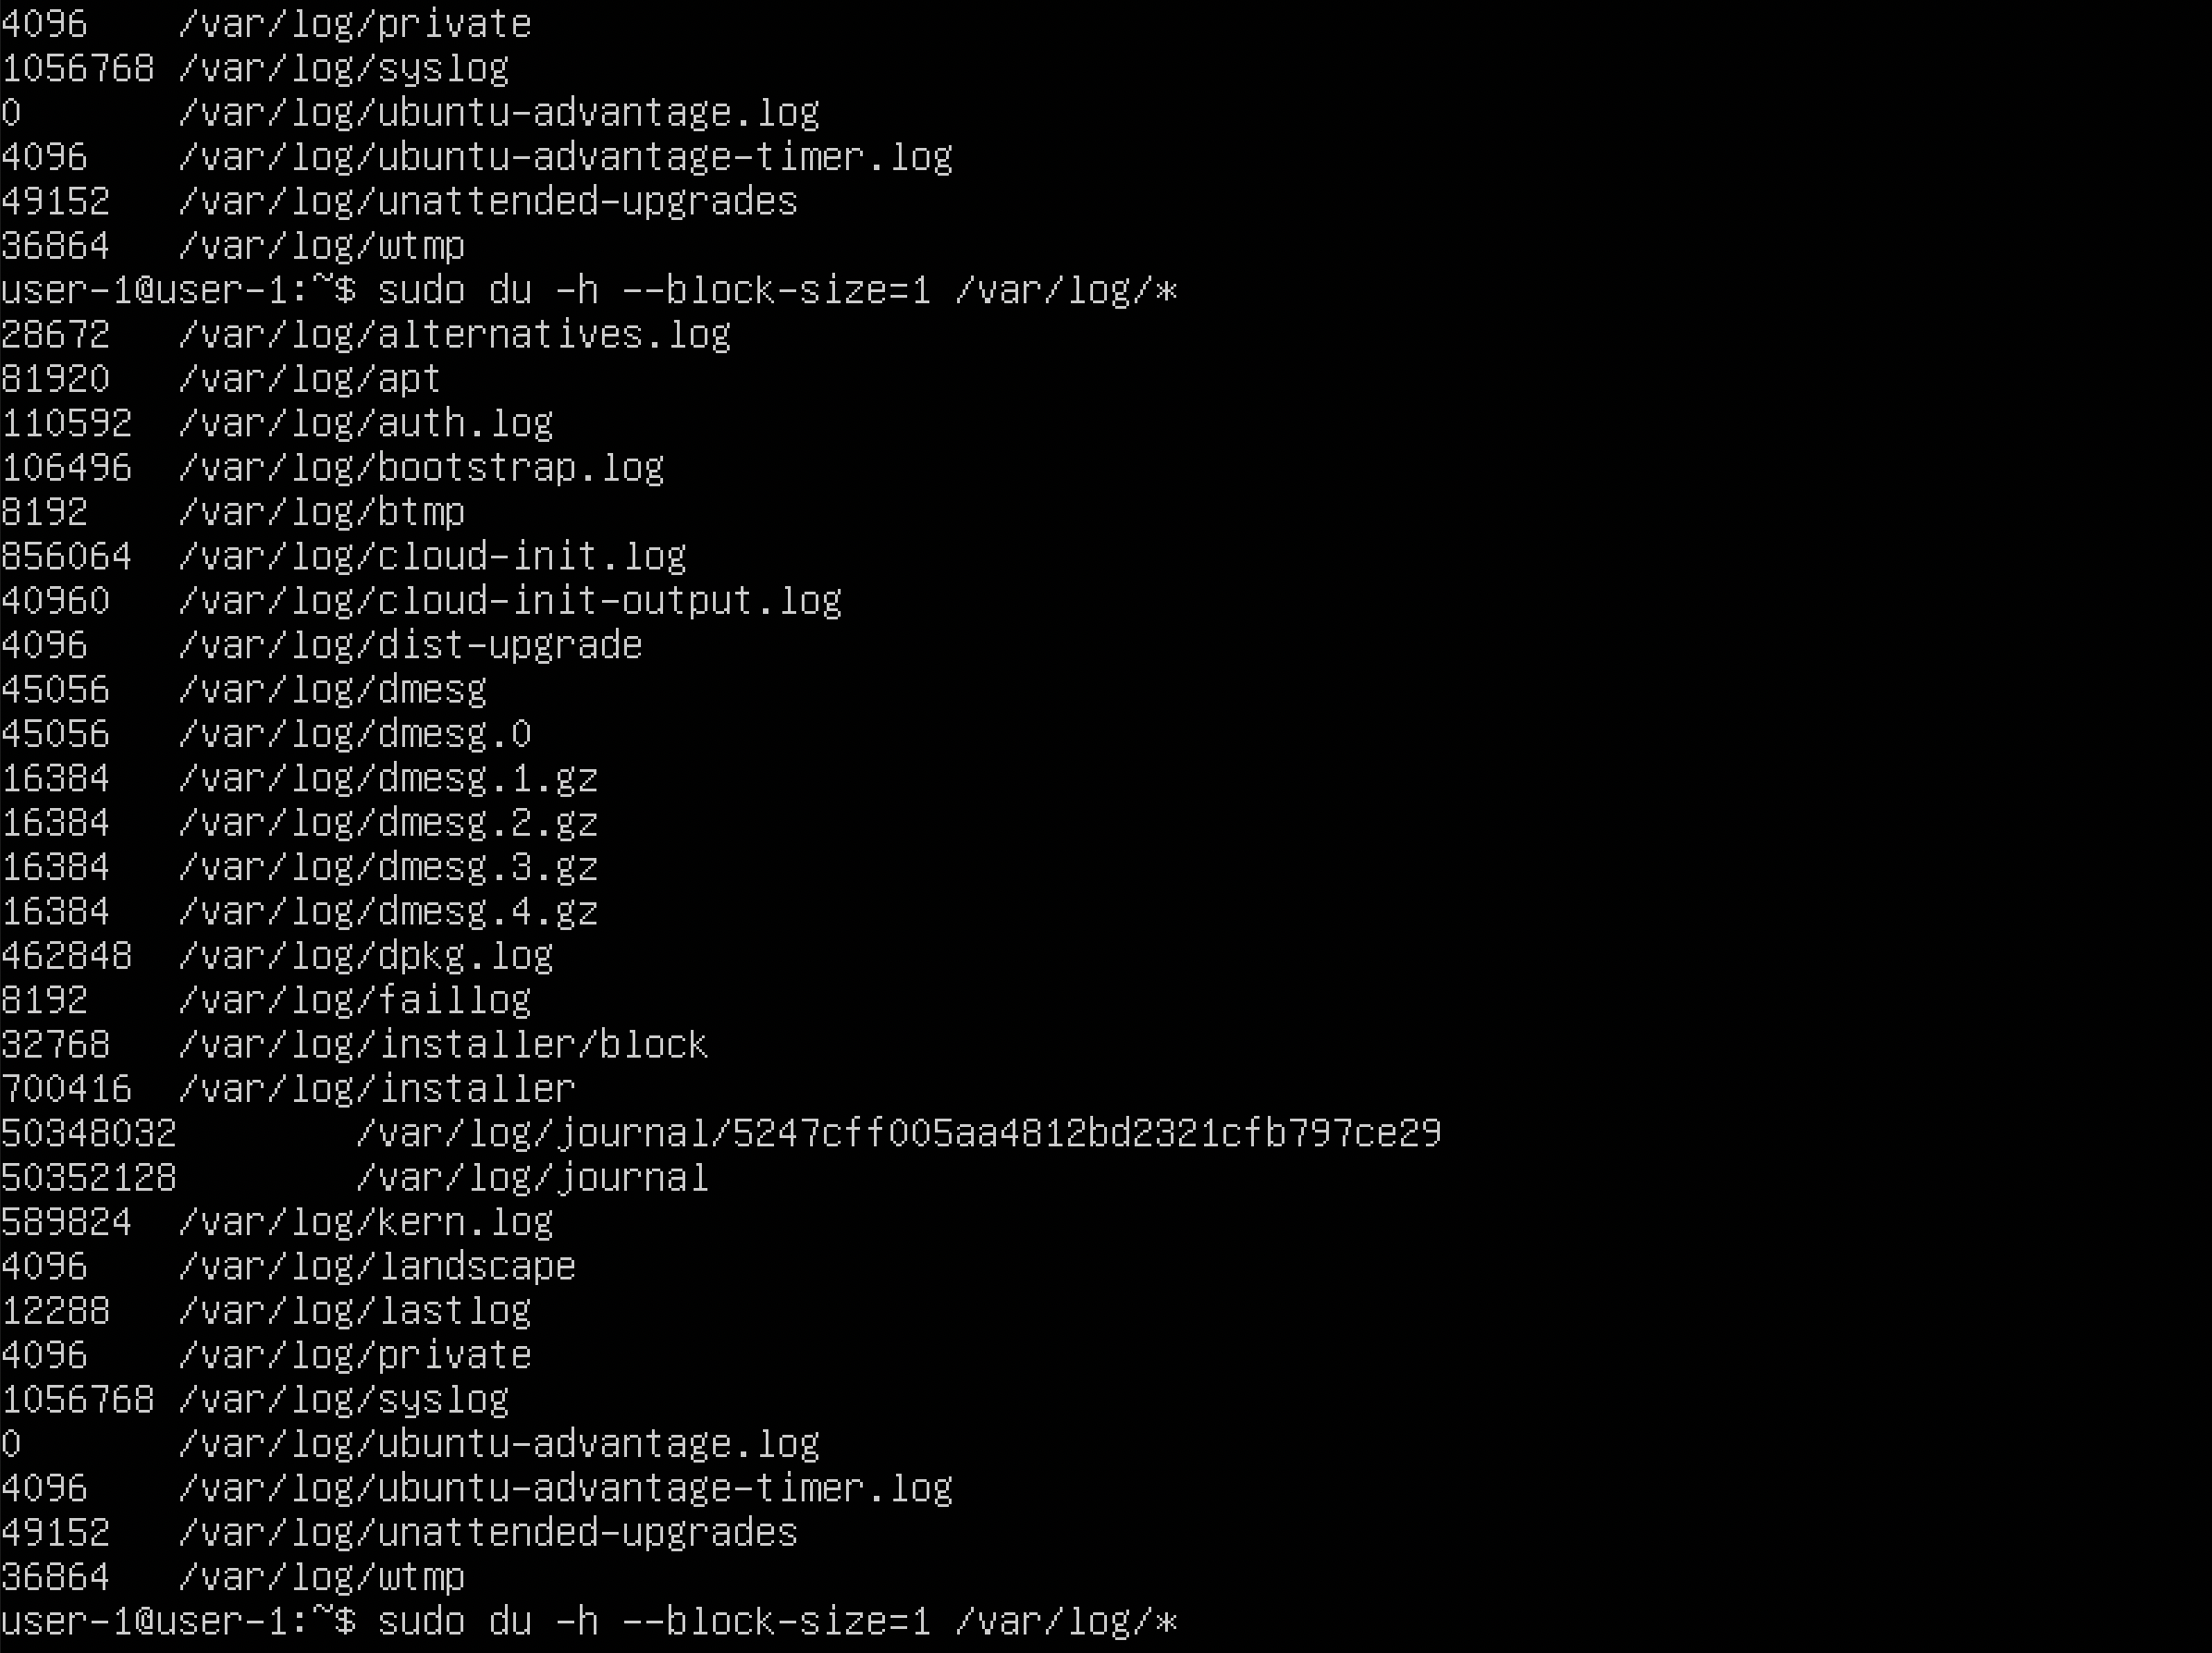 4096    /var/log/private
1056768 /var/log/syslog
0       /var/log/ubuntu-advantage.log
4096    /var/log/ubuntu-advantage-timer.log
49152   /var/log/unattended-upgrades
36864   /var/log/wtmp
user-1@user-1:~$ sudo du -h --block-size=1 /var/log/*
28672   /var/log/alternatives.log
81920   /var/log/apt
110592  /var/log/auth.log
106496  /var/log/bootstrap.log
8192    /var/log/btmp
856064  /var/log/cloud-init.log
40960   /var/log/cloud-init-output.log
4096    /var/log/dist-upgrade
45056   /var/log/dmesg
45056   /var/log/dmesg.0
16384   /var/log/dmesg.1.gz
16384   /var/log/dmesg.2.gz
16384   /var/log/dmesg.3.gz
16384   /var/log/dmesg.4.gz
462848  /var/log/dpkg.log
8192    /var/log/faillog
32768   /var/log/installer/block
700416  /var/log/installer
50348032        /var/log/journal/5247cff005aa4812bd2321cfb797ce29
50352128        /var/log/journal
589824  /var/log/kern.log
4096    /var/log/landscape
12288   /var/log/lastlog
4096    /var/log/private
1056768 /var/log/syslog
0       /var/log/ubuntu-advantage.log
4096    /var/log/ubuntu-advantage-timer.log
49152   /var/log/unattended-upgrades
36864   /var/log/wtmp
user-1@user-1:~$ sudo du -h --block-size=1 /var/log/*